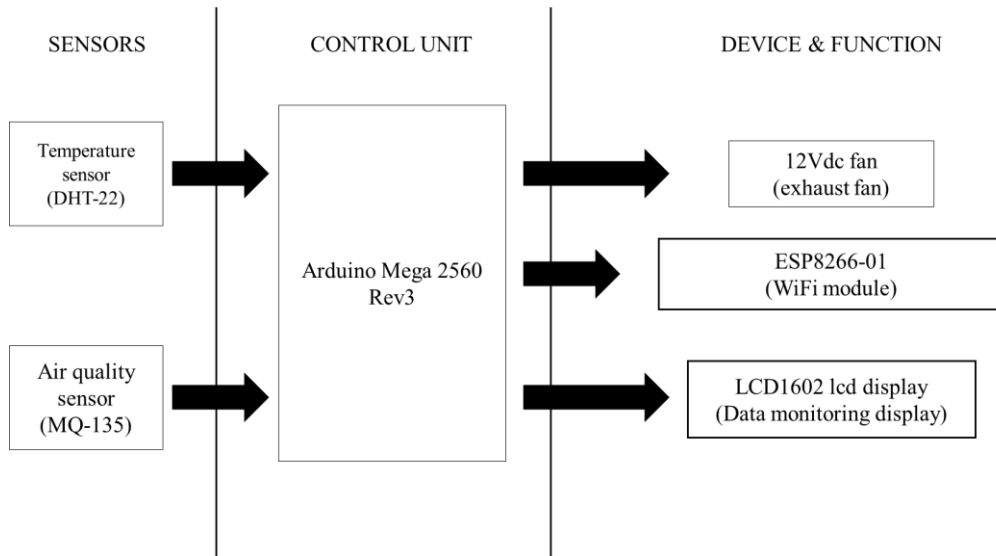 SENSORS
CONTROL UNIT
DEVICE & FUNCTION
Temperature
sensor
(DHT-22)
Air quality
sensor
(MQ-135)
Arduino Mega 2560
Rev3
12Vdc fan
(exhaust fan)
ESP8266-01
(WiFi module)
LCD1602 lcd display
(Data monitoring display)